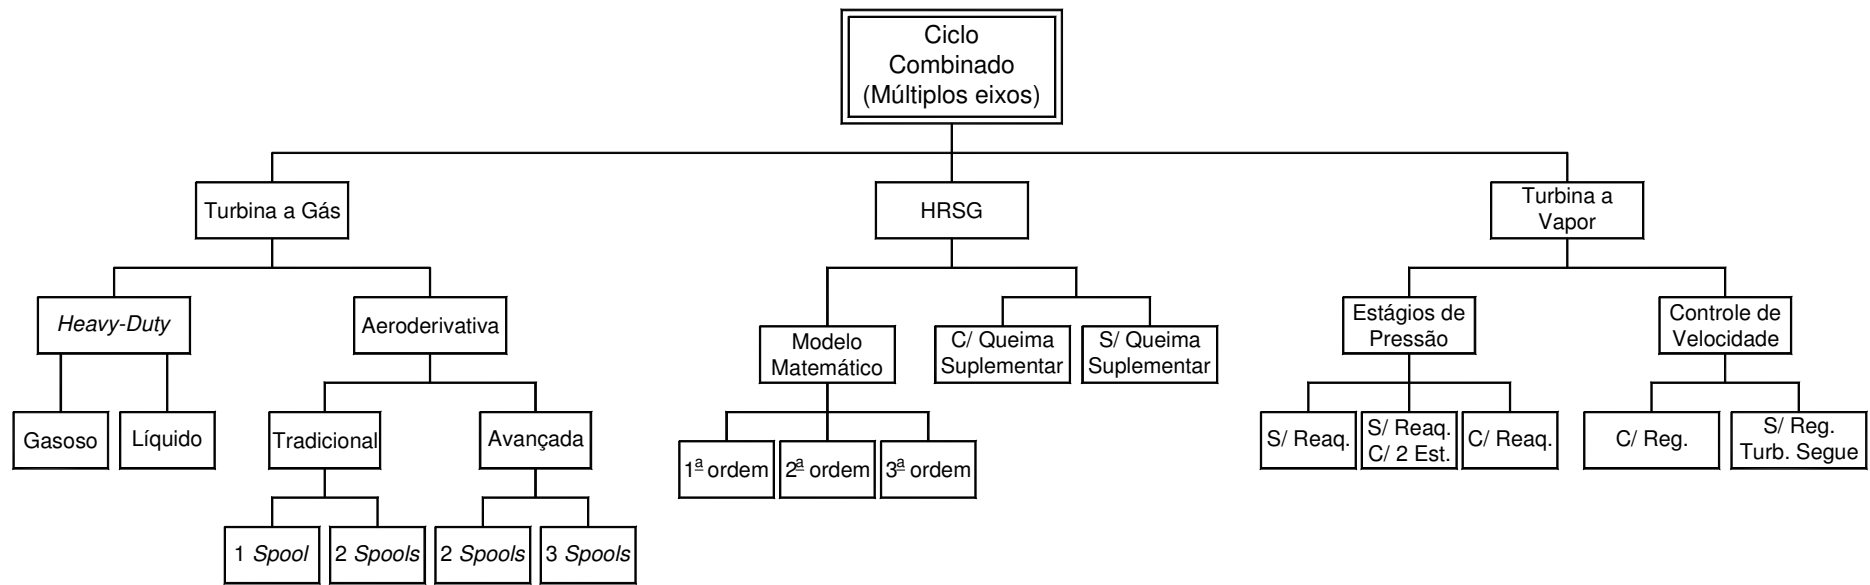 Ciclo
Combinado
(Múltiplos eixos)
Turbina a Gás
HRSG
Turbina a
Vapor
Heavy-Duty
Aeroderivativa
Modelo
Matemático
C/ Queima
Suplementar
S/ Queima
Suplementar
Estágios de
Pressão
Controle de
Velocidade
Gasoso
Líquido
Tradicional
Avançada
1ª ordem
2ª ordem
3ª ordem
S/ Reaq.
S/ Reaq.
C/ 2 Est.
C/ Reaq.
C/ Reg.
S/ Reg.
Turb. Segue
1 Spool
2 Spools
2 Spools
3 Spools